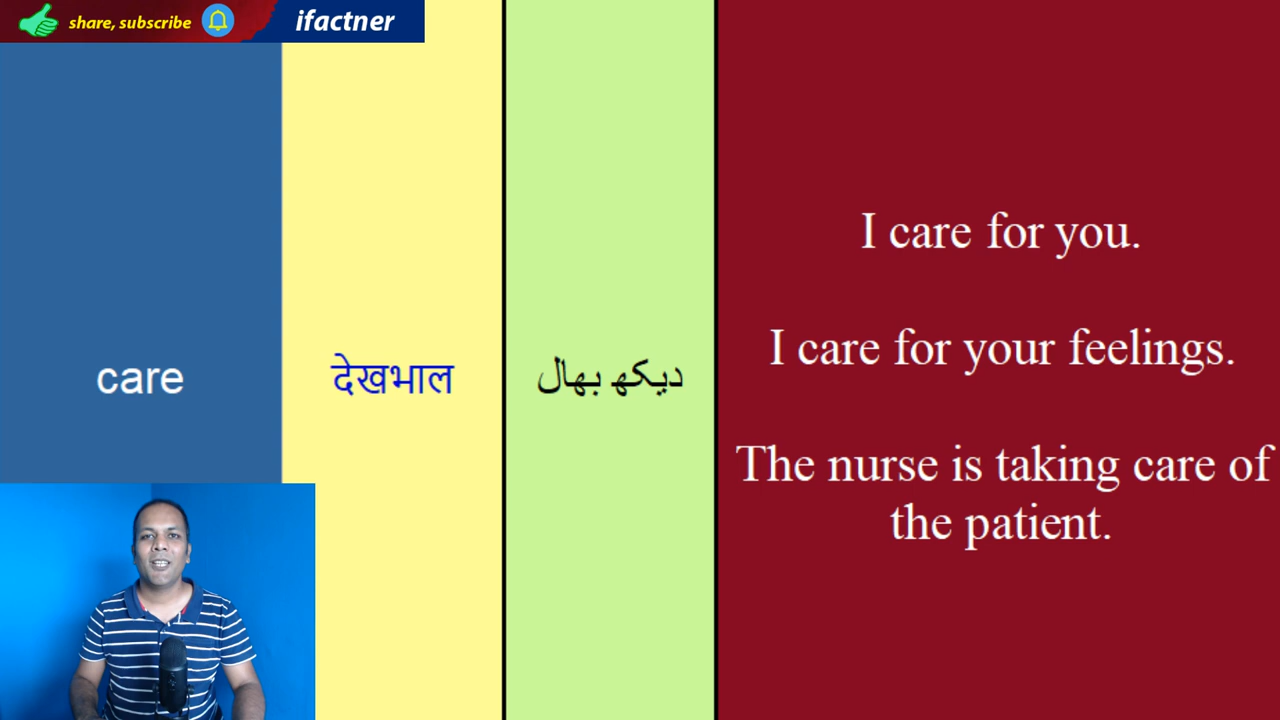 share, subscribe
ifactner
care
देखभाल
دیکھ بھال
I care for you.
I care for your feelings.
The nurse is taking care of
the patient.